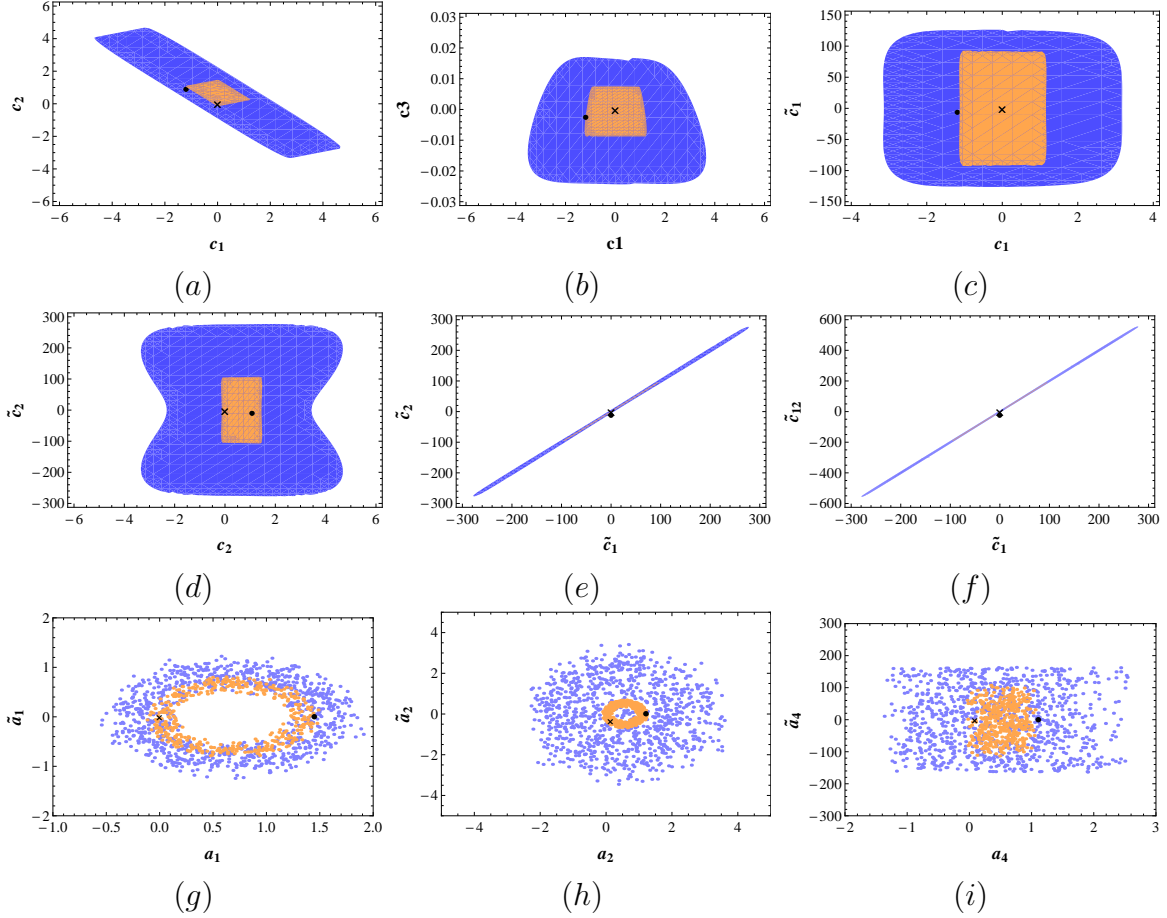 6
4
2
0
−2
−4
−6
−6 −4 −2 0 2 4 6
c₂
c₁
(a)
0.03
0.02
0.01
0.00
−0.01
−0.02
−0.03
−6 −4 −2 0 2 4 6
c3
c1
(b)
150
100
50
0
−50
−100
−150
−4 −2 0 2 4
c̃₁
c₁
(c)
300
200
100
0
−100
−200
−300
−6 −4 −2 0 2 4 6
c̃₂
c₂
(d)
300
200
100
0
−100
−200
−300
−300 −200 −100 0 100 200 300
c̃₂
c̃₁
(e)
600
400
200
0
−200
−400
−600
−300 −200 −100 0 100 200 300
c̃₁₂
c̃₁
(f)
2
1
0
−1
−2
−1.0 −0.5 0.0 0.5 1.0 1.5 2.0
ã₁
a₁
(g)
4
2
0
−2
−4
−4 −2 0 2 4
ã₂
a₂
(h)
300
200
100
0
−100
−200
−300
−2 −1 0 1 2 3
ã₄
a₄
(i)